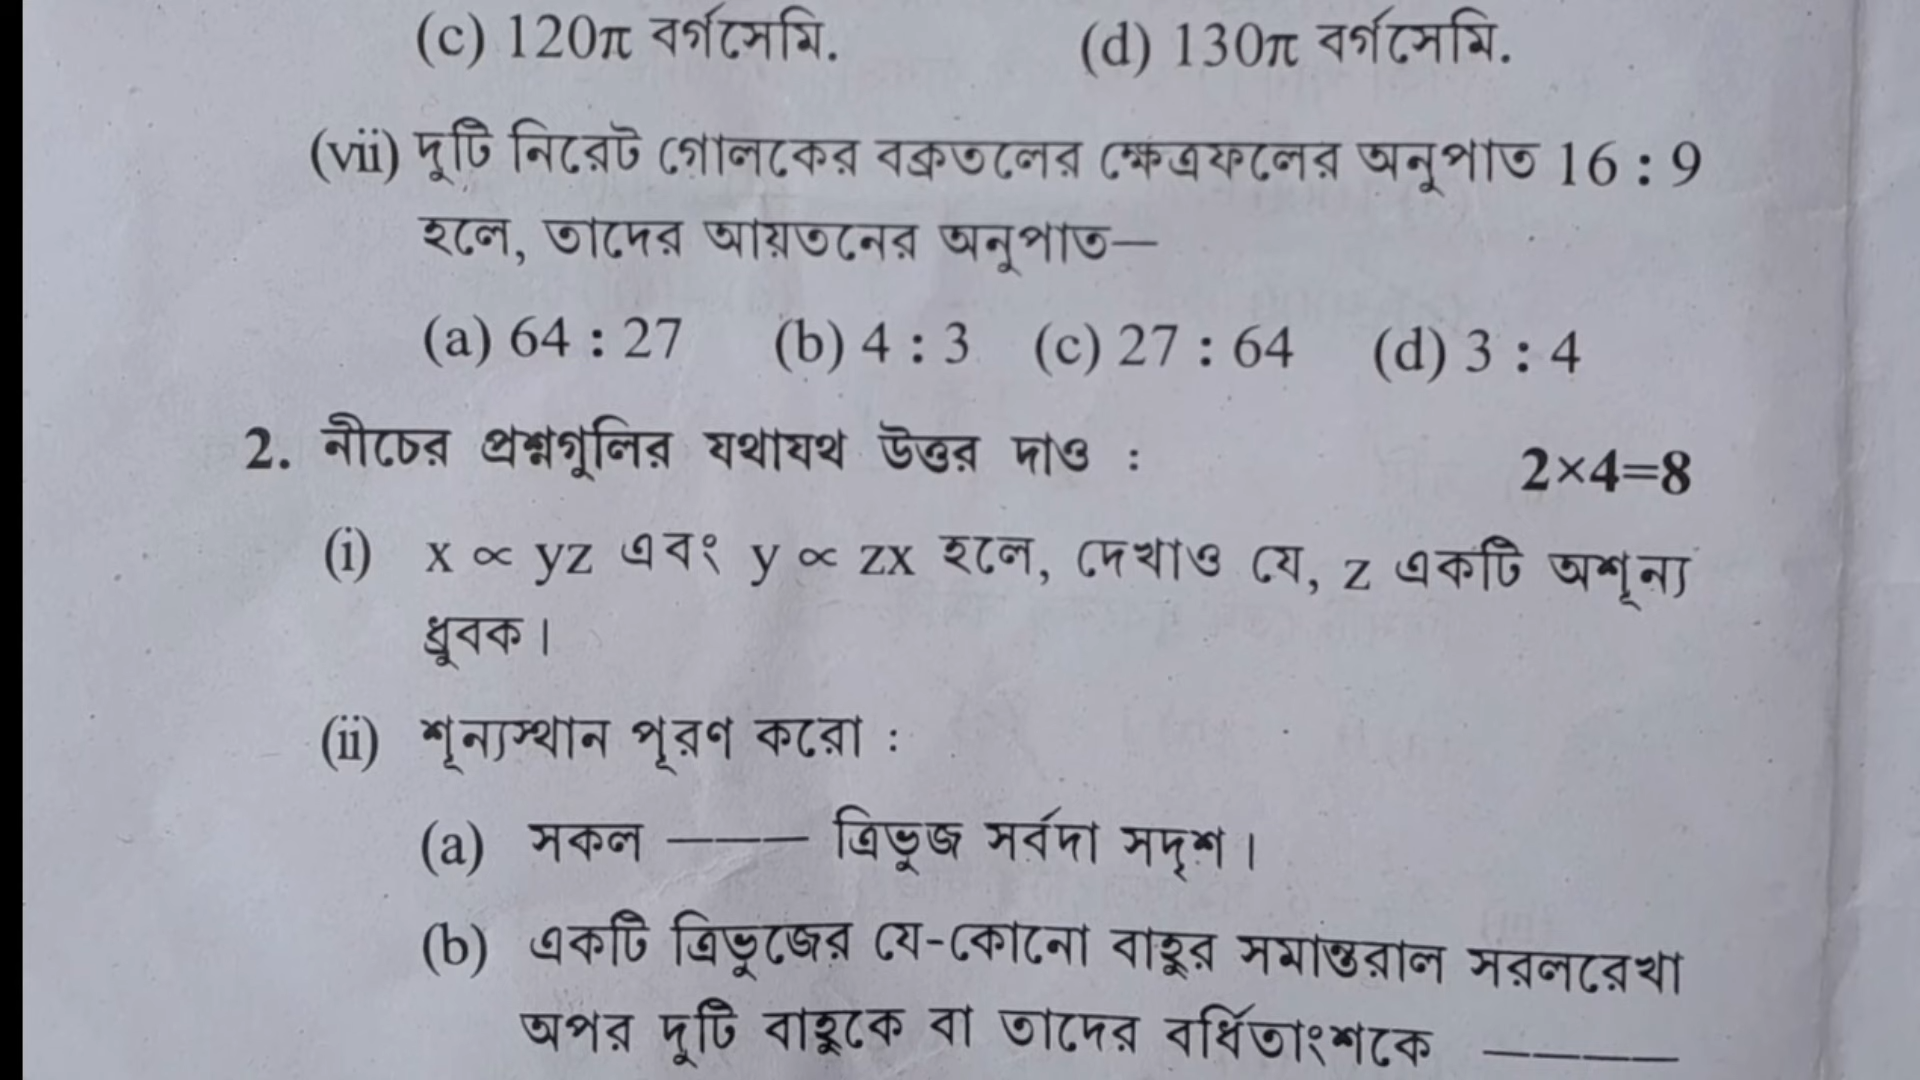 (c) 120π বর্গসেমি. (d) 130π বর্গসেমি.
(vii) দুটি নিরেট গোলকের বক্রতলের ক্ষেত্রফলের অনুপাত 16 : 9
হলে, তাদের আয়তনের অনুপাত—
(a) 64 : 27 (b) 4 : 3 (c) 27 : 64 (d) 3 : 4
2. নীচের প্রশ্নগুলির যথাযথ উত্তর দাও : 2×4=8
(i) x ∝ yz এবং y ∝ zx হলে, দেখাও যে, z একটি অশূন্য
ধ্রুবক।
(ii) শূন্যস্থান পূরণ করো :
(a) সকল ——— ত্রিভুজ সর্বদা সদৃশ।
(b) একটি ত্রিভুজের যে-কোনো বাহুর সমান্তরাল সরলরেখা
অপর দুটি বাহুকে বা তাদের বর্ধিতাংশকে ————